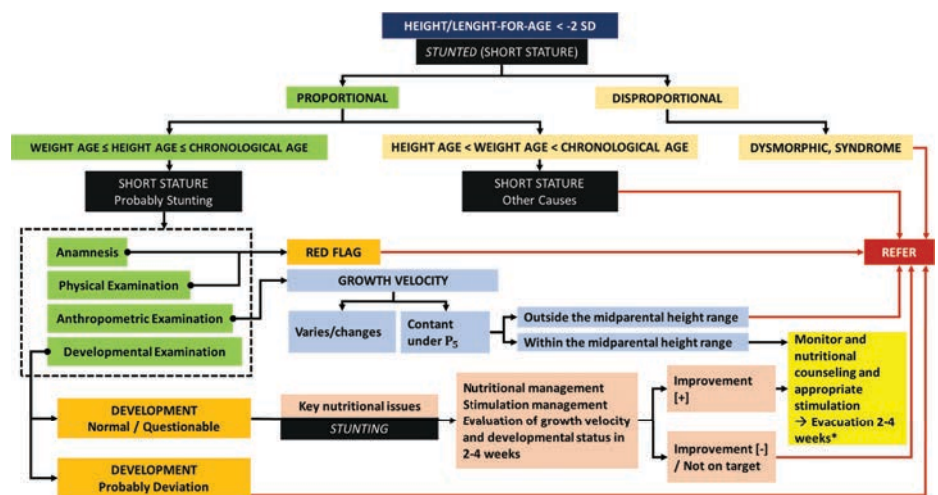 HEIGHT/LENGHT-FOR-AGE < -2 SD
STUNTED (SHORT STATURE)
PROPORTIONAL
DISPROPORTIONAL
WEIGHT AGE ≤ HEIGHT AGE ≤ CHRONOLOGICAL AGE
HEIGHT AGE < WEIGHT AGE < CHRONOLOGICAL AGE
DYSMORPHIC, SYNDROME
SHORT STATURE
Probably Stunting
SHORT STATURE
Other Causes
Anamnesis
RED FLAG
REFER
Physical Examination
GROWTH VELOCITY
Anthropometric Examination
Varies/changes
Contant
under P5
Outside the midparental height range
Within the midparental height range
Developmental Examination
Monitor and
nutritional
counseling and
appropriate
stimulation
→ Evacuation 2-4
weeks*
DEVELOPMENT
Normal / Questionable
Key nutritional issues
STUNTING
Nutritional management
Stimulation management
Evaluation of growth velocity
and developmental status in
2-4 weeks
Improvement
[+]
Improvement [-]
/ Not on target
DEVELOPMENT
Probably Deviation